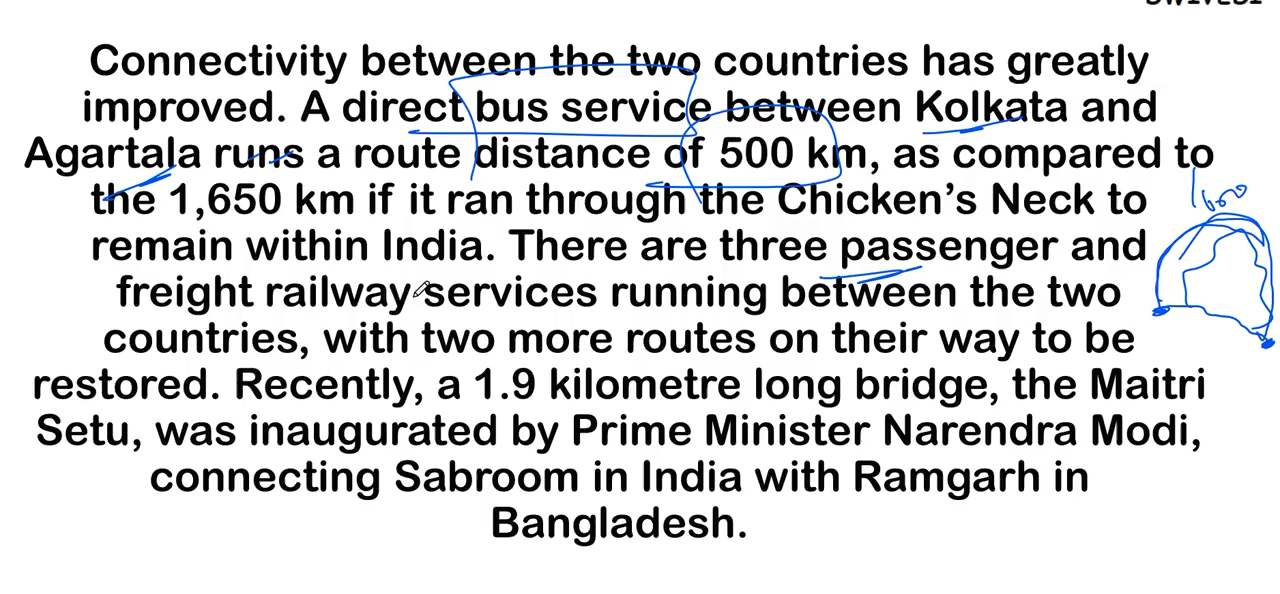 Connectivity between the two countries has greatly
improved. A direct bus service between Kolkata and
Agartala runs a route distance of 500 km, as compared to
the 1,650 km if it ran through the Chicken's Neck to
1650
remain within India. There are three passenger and
freight railway services running between the two
countries, with two more routes on their way to be
restored. Recently, a 1.9 kilometre long bridge, the Maitri
Setu, was inaugurated by Prime Minister Narendra Modi,
connecting Sabroom in India with Ramgarh in
Bangladesh.